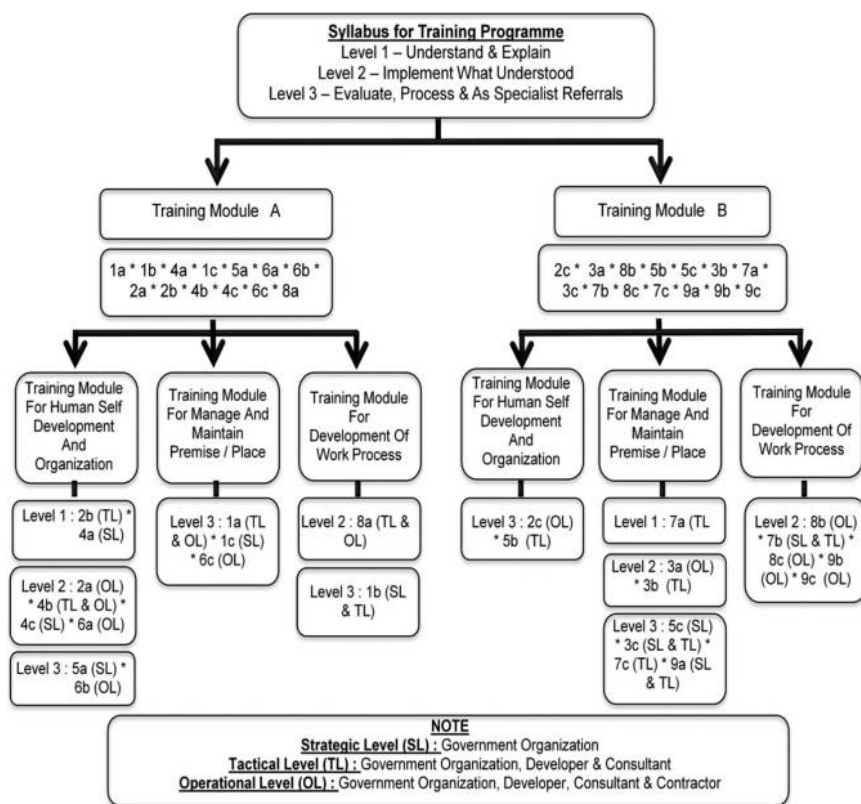 Syllabus for Training Programme
Level 1 – Understand & Explain
Level 2 – Implement What Understood
Level 3 – Evaluate, Process & As Specialist Referrals
Training Module A
1a * 1b * 4a * 1c * 5a * 6a * 6b *
2a * 2b * 4b * 4c * 6c * 8a
Training Module
For Human Self
Development
And
Organization
Level 1 : 2b (TL) *
4a (SL)
Level 2 : 2a (OL)
* 4b (TL & OL) *
4c (SL) * 6a (OL)
Level 3 : 5a (SL) *
6b (OL)
Training Module
For Manage And
Maintain
Premise / Place
Level 3 : 1a (TL
& OL) * 1c (SL)
* 6c (OL)
Training Module
For
Development Of
Work Process
Level 2 : 8a (TL &
OL)
Level 3 : 1b (SL
& TL)
Training Module B
2c * 3a * 8b * 5b * 5c * 3b * 7a *
3c * 7b * 8c * 7c * 9a * 9b * 9c
Training Module
For Human Self
Development
And
Organization
Level 3 : 2c (OL)
* 5b (TL)
Training Module
For Manage And
Maintain
Premise / Place
Level 1 : 7a (TL
Level 2 : 3a (OL)
* 3b (TL)
Level 3 : 5c (SL)
* 3c (SL & TL) *
7c (TL) * 9a (SL
& TL)
Training Module
For
Development Of
Work Process
Level 2 : 8b (OL)
* 7b (SL & TL) *
8c (OL) * 9b
(OL) * 9c (OL)
NOTE
Strategic Level (SL) : Government Organization
Tactical Level (TL) : Government Organization, Developer & Consultant
Operational Level (OL) : Government Organization, Developer, Consultant & Contractor